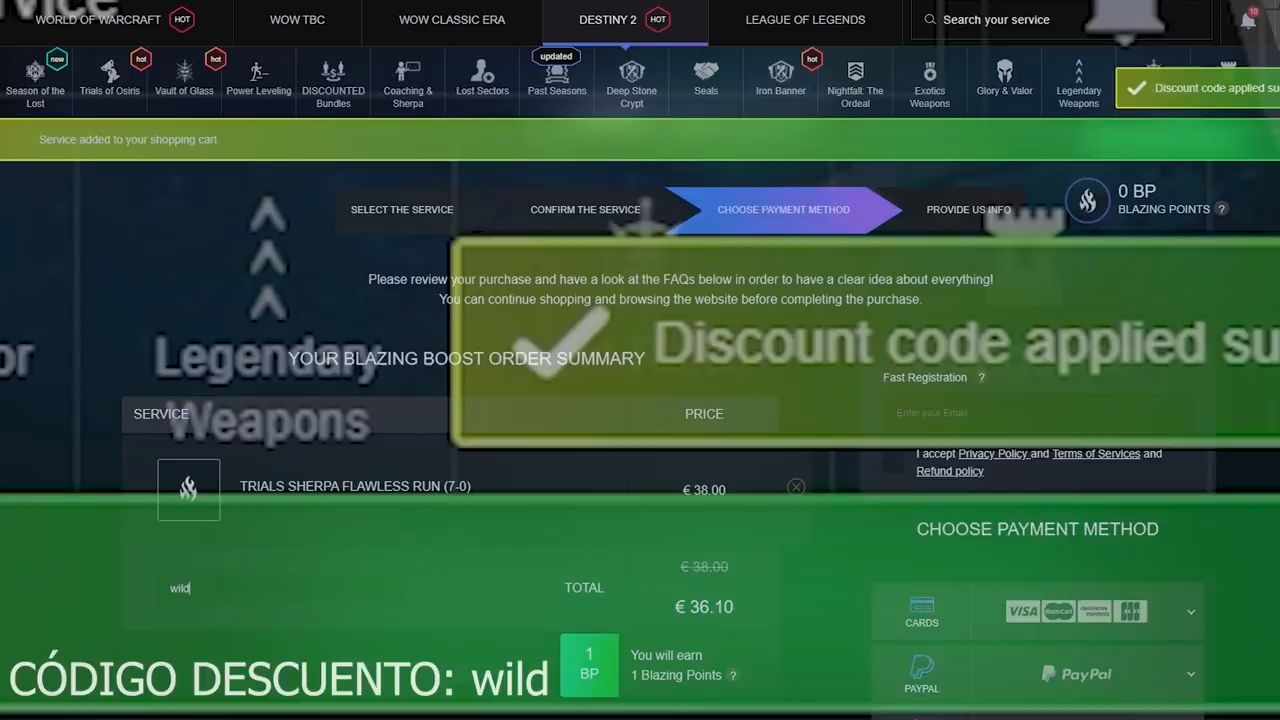 WORLD OF WARCRAFT HOT WOW TBC WOW CLASSIC ERA DESTINY 2 HOT LEAGUE OF LEGENDS Search your service 10
new hot hot updated hot
Season of the Lost
Trials of Osiris
Vault of Glass
Power Leveling
DISCOUNTED Bundles
Coaching & Sherpa
Lost Sectors
Past Seasons
Deep Stone Crypt
Seals
Iron Banner
Nightfall: The Ordeal
Exotics Weapons
Glory & Valor
Legendary Weapons
Discount code applied su
Service added to your shopping cart
SELECT THE SERVICE CONFIRM THE SERVICE CHOOSE PAYMENT METHOD PROVIDE US INFO
0 BP
BLAZING POINTS ?
Please review your purchase and have a look at the FAQs below in order to have a clear idea about everything!
You can continue shopping and browsing the website before completing the purchase.
or Legendary
Weapons
Discount code applied su
YOUR BLAZING BOOST ORDER SUMMARY
Fast Registration ?
Enter your Email
SERVICE PRICE
I accept Privacy Policy and Terms of Services and
Refund policy
TRIALS SHERPA FLAWLESS RUN (7-0) € 38.00
CHOOSE PAYMENT METHOD
€ 38.00
wild TOTAL
€ 36.10
CARDS VISA MasterCard AMERICAN EXPRESS JCB
1 BP
You will earn
1 Blazing Points ?
PAYPAL PayPal
CÓDIGO DESCUENTO: wild